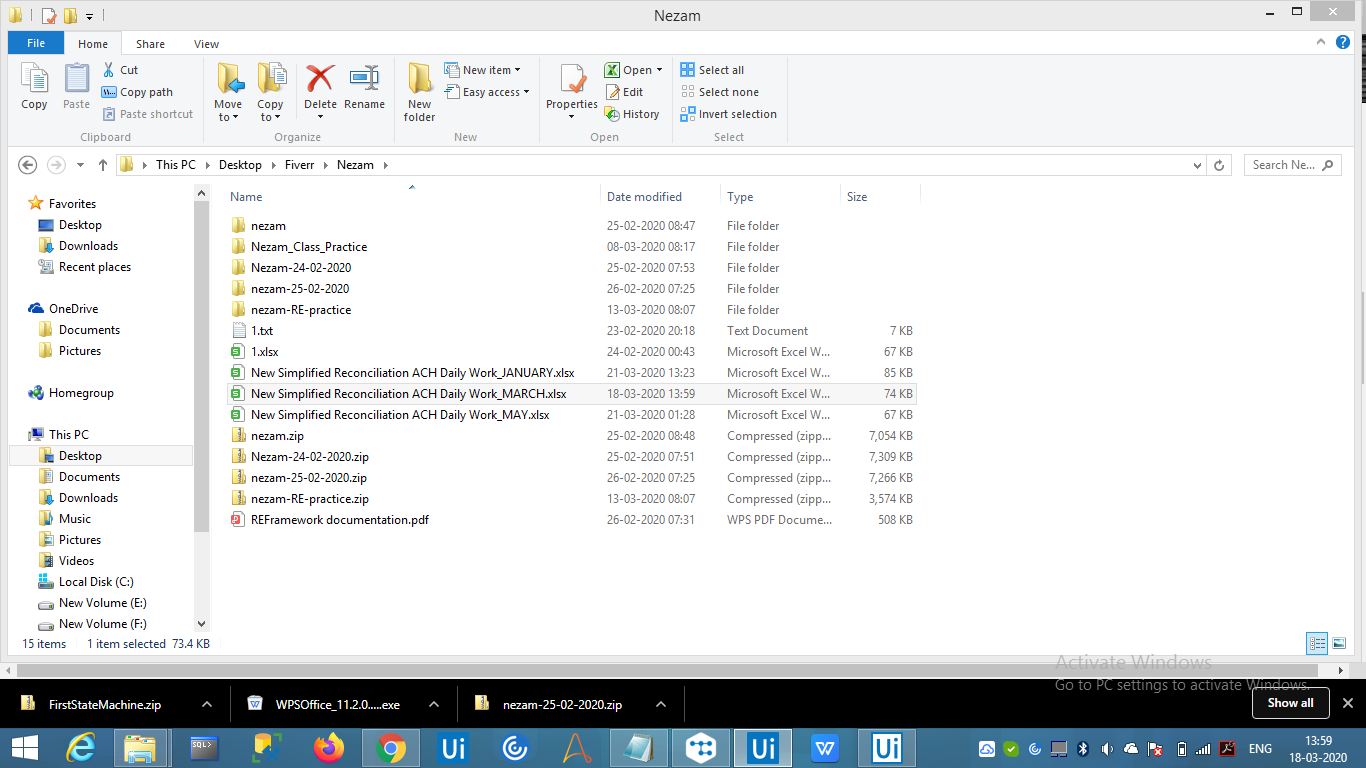 Nezam
File Home Share View
Copy
Paste
Cut
Copy path
Paste shortcut
Clipboard
Move to
Copy to
Delete
Rename
Organize
New folder
New item
Easy access
New
Properties
Open
Edit
History
Open
Select all
Select none
Invert selection
Select
This PC Desktop Fiverr Nezam
Search Ne...
Favorites
Desktop
Downloads
Recent places
OneDrive
Documents
Pictures
Homegroup
This PC
Desktop
Documents
Downloads
Music
Pictures
Videos
Local Disk (C:)
New Volume (E:)
New Volume (F:)
Name Date modified Type Size
nezam 25-02-2020 08:47 File folder
Nezam_Class_Practice 08-03-2020 08:17 File folder
Nezam-24-02-2020 25-02-2020 07:53 File folder
nezam-25-02-2020 26-02-2020 07:25 File folder
nezam-RE-practice 13-03-2020 08:07 File folder
1.txt 23-02-2020 20:18 Text Document 7 KB
1.xlsx 24-02-2020 00:43 Microsoft Excel W... 67 KB
New Simplified Reconciliation ACH Daily Work_JANUARY.xlsx 21-03-2020 13:23 Microsoft Excel W... 85 KB
New Simplified Reconciliation ACH Daily Work_MARCH.xlsx 18-03-2020 13:59 Microsoft Excel W... 74 KB
New Simplified Reconciliation ACH Daily Work_MAY.xlsx 21-03-2020 01:28 Microsoft Excel W... 67 KB
nezam.zip 25-02-2020 08:48 Compressed (zipp... 7,054 KB
Nezam-24-02-2020.zip 25-02-2020 07:51 Compressed (zipp... 7,309 KB
nezam-25-02-2020.zip 26-02-2020 07:25 Compressed (zipp... 7,266 KB
nezam-RE-practice.zip 13-03-2020 08:07 Compressed (zipp... 3,574 KB
REFramework documentation.pdf 26-02-2020 07:31 WPS PDF Docume... 508 KB
15 items 1 item selected 73.4 KB
Activate Windows
Go to PC settings to activate Windows.
FirstStateMachine.zip WPSOffice_11.2.0.....exe nezam-25-02-2020.zip Show all
SQL> Ui Ui W Ui
ENG
13:59
18-03-2020